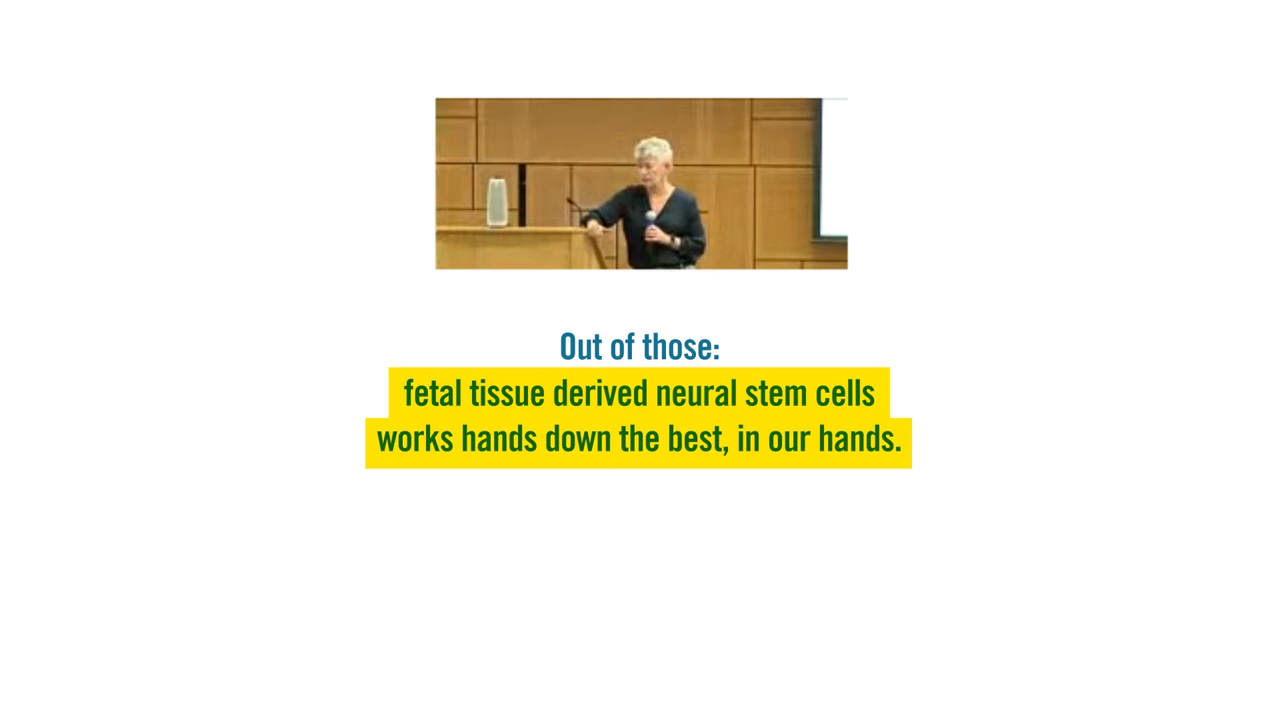 Out of those:
fetal tissue derived neural stem cells
works hands down the best, in our hands.